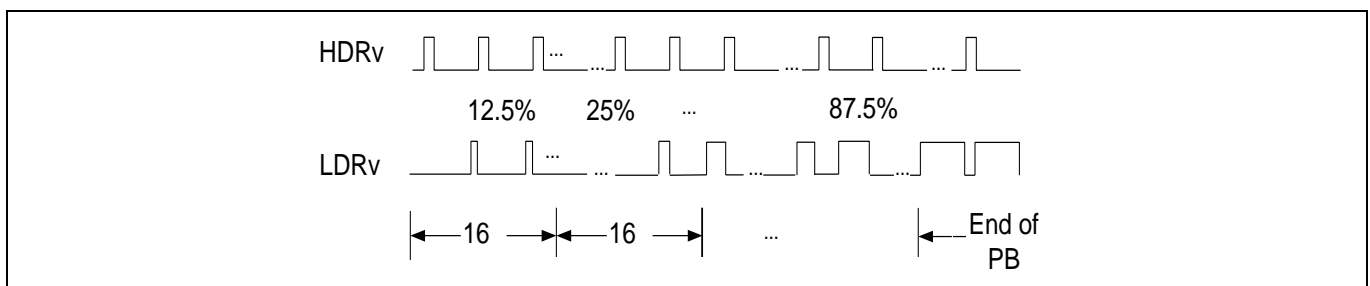 HDRv ... ... ... ...
12.5% 25% ... 87.5%
LDRv ... ... ... ...
16 16 ... End of
PB